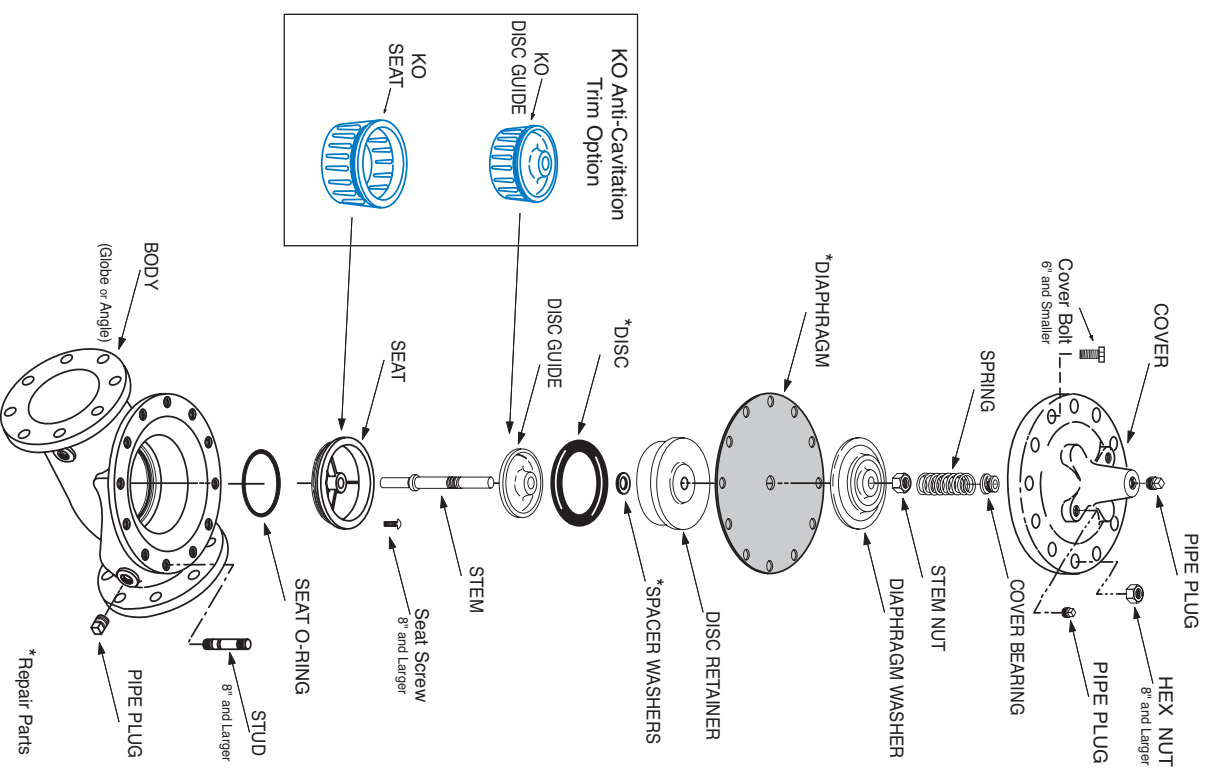 PIPE PLUG
HEX NUT
8" and Larger
PIPE PLUG
COVER
Cover Bolt
6" and Smaller
COVER BEARING
SPRING
STEM NUT
DIAPHRAGM WASHER
*DIAPHRAGM
DISC RETAINER
*SPACER WASHERS
*DISC
DISC GUIDE
STEM
Seat Screw
8" and Larger
SEAT
SEAT O-RING
STUD
8" and Larger
BODY
(Globe or Angle)
PIPE PLUG
*Repair Parts
KO Anti-Cavitation
Trim Option
KO
DISC GUIDE
KO
SEAT